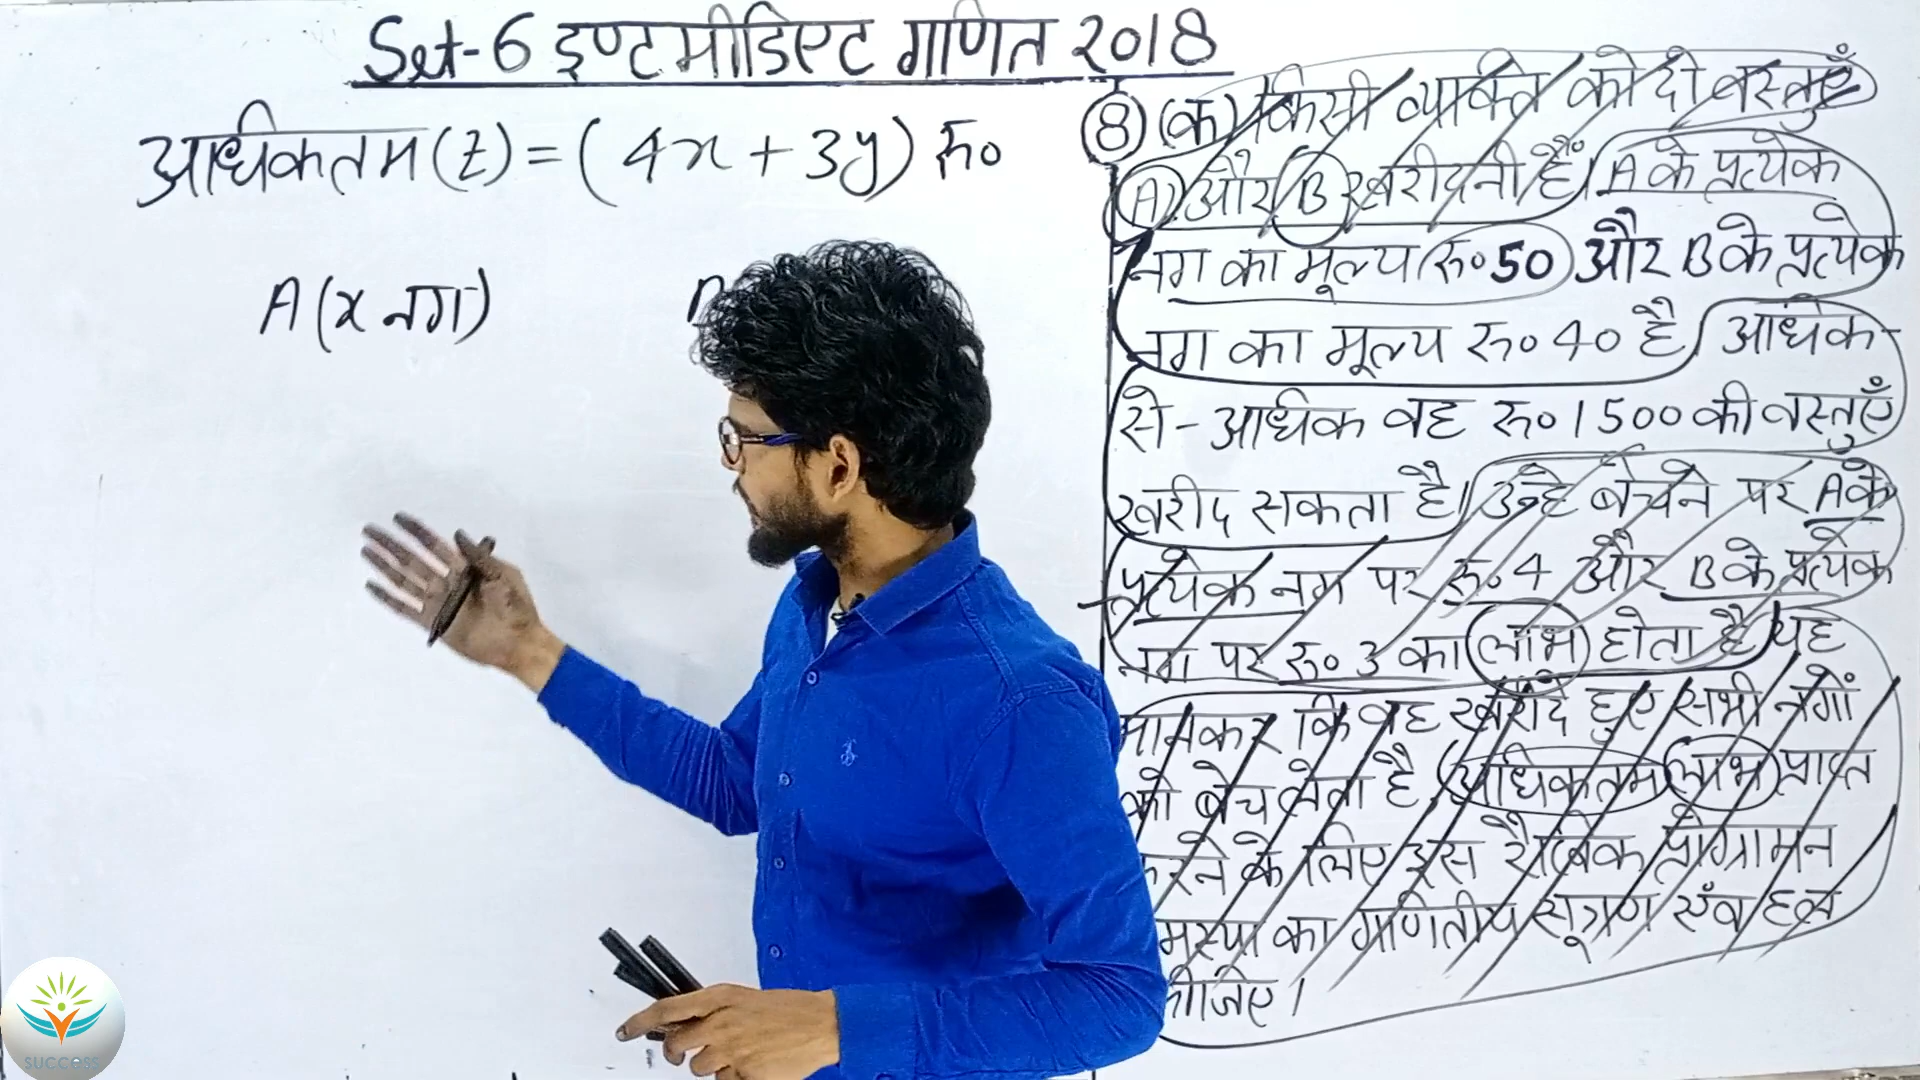 Set-6 इण्टमीडिएट गणित 2018
अधिकतम (z) = ( 4x + 3y) रु०
A (x नग)
8 (क) किसी व्यक्ति को दो वस्तुएँ
A और B खरीदनी हैं। A के प्रत्येक
नग का मूल्य रु० 50 और B के प्रत्येक
नग का मूल्य रु० 40 है। अधिक-
से - अधिक वह रु० 1500 की वस्तुएँ
खरीद सकता है। उन्हे बेचने पर A के
प्रत्येक नग पर रु० 4 और B के प्रत्येक
नग पर रु० 3 का लाभ होता है। यह
मानकर कि वह खरीदे हुए सभी नगों
को बेच लेता है, अधिकतम लाभ प्राप्त
करने के लिए इस रैखिक प्रोग्रामन
समस्या का गणितीय सूत्रण एंव हल
कीजिए।
SUCCESS